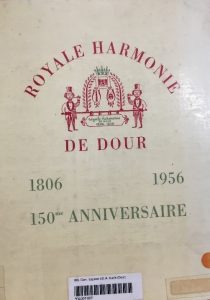 ROYALE HARMONIE
DE DOUR
1806 1956
150me ANNIVERSAIRE